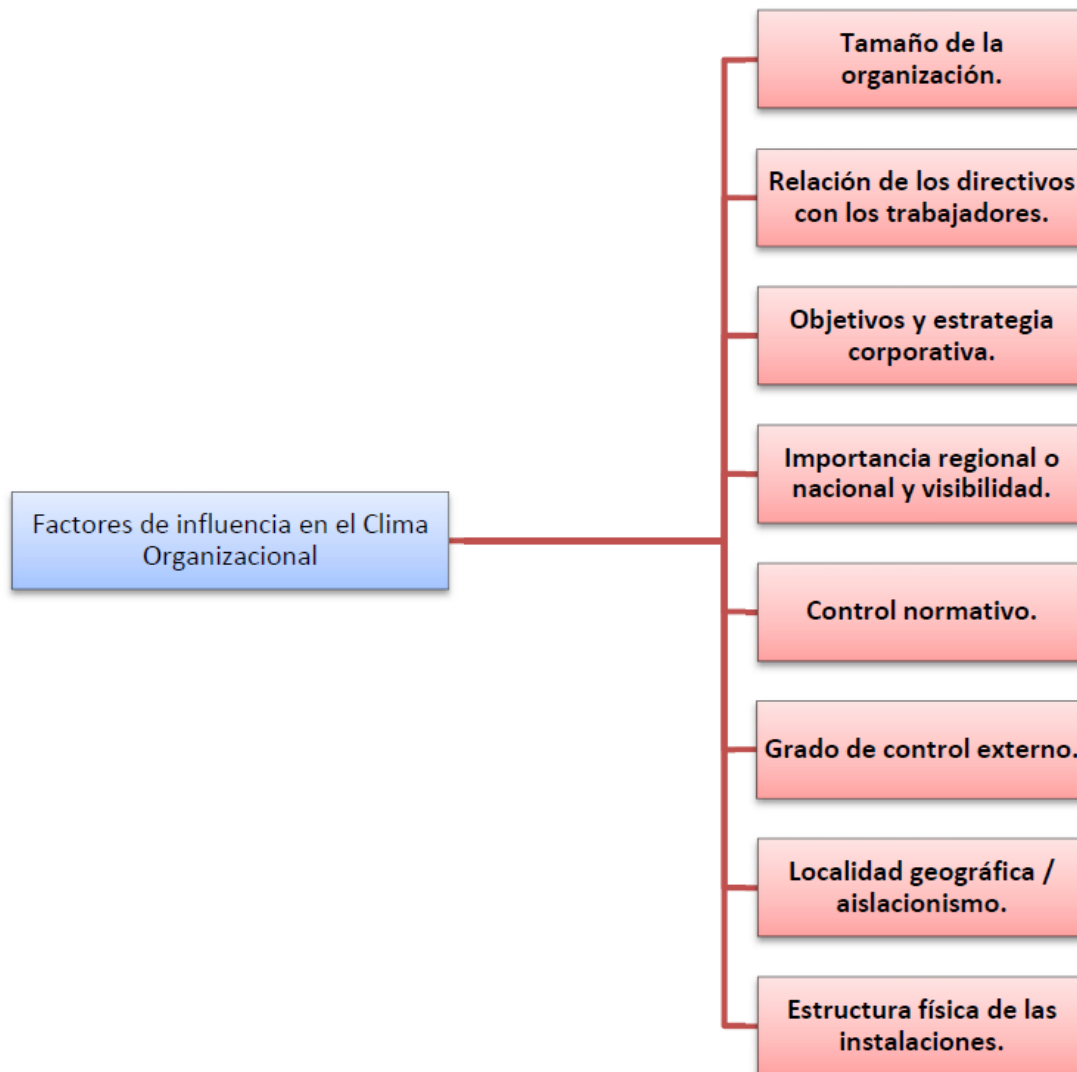 Tamaño de la
organización.
Relación de los directivos
con los trabajadores.
Objetivos y estrategia
corporativa.
Importancia regional o
nacional y visibilidad.
Factores de influencia en el Clima
Organizacional
Control normativo.
Grado de control externo.
Localidad geográfica /
aislacionismo.
Estructura física de las
instalaciones.